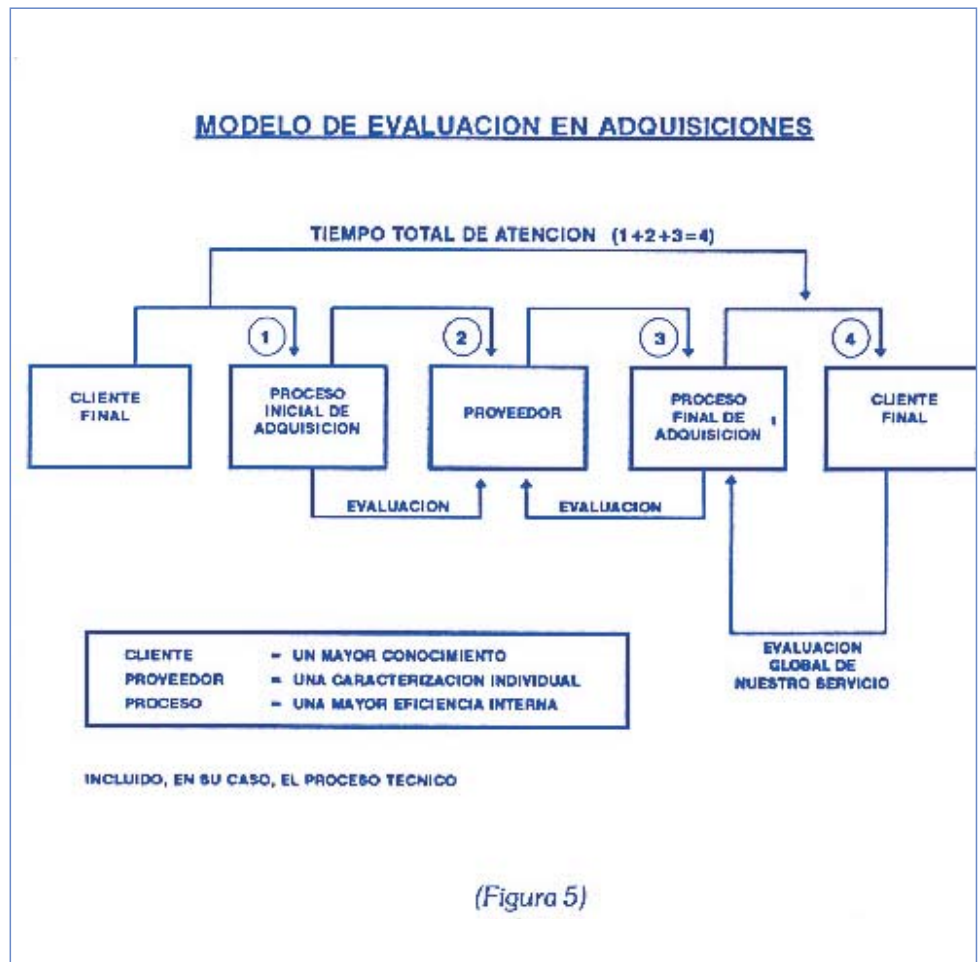 MODELO DE EVALUACION EN ADQUISICIONES
TIEMPO TOTAL DE ATENCION (1+2+3=4)
1
2
3
4
CLIENTE
FINAL
PROCESO
INICIAL DE
ADQUISICION
PROVEEDOR
PROCESO
FINAL DE
ADQUISICION
CLIENTE
FINAL
EVALUACION
EVALUACION
EVALUACION
GLOBAL DE
NUESTRO SERVICIO
CLIENTE = UN MAYOR CONOCIMIENTO
PROVEEDOR = UNA CARACTERIZACION INDIVIDUAL
PROCESO = UNA MAYOR EFICIENCIA INTERNA
INCLUIDO, EN SU CASO, EL PROCESO TECNICO
(Figura 5)